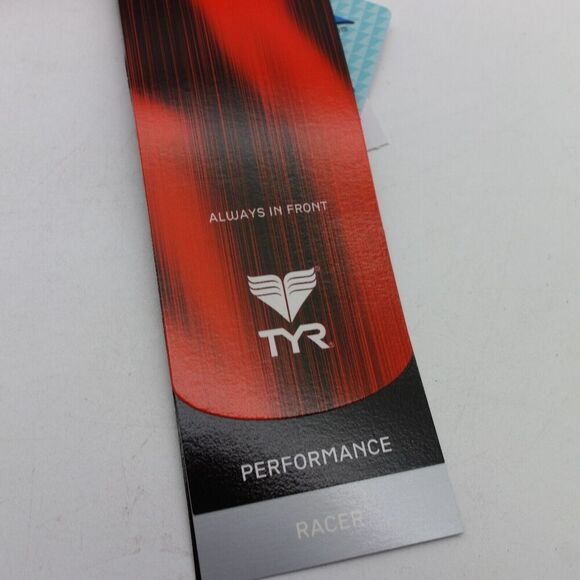 ALWAYS IN FRONT
TYR
PERFORMANCE
RACER